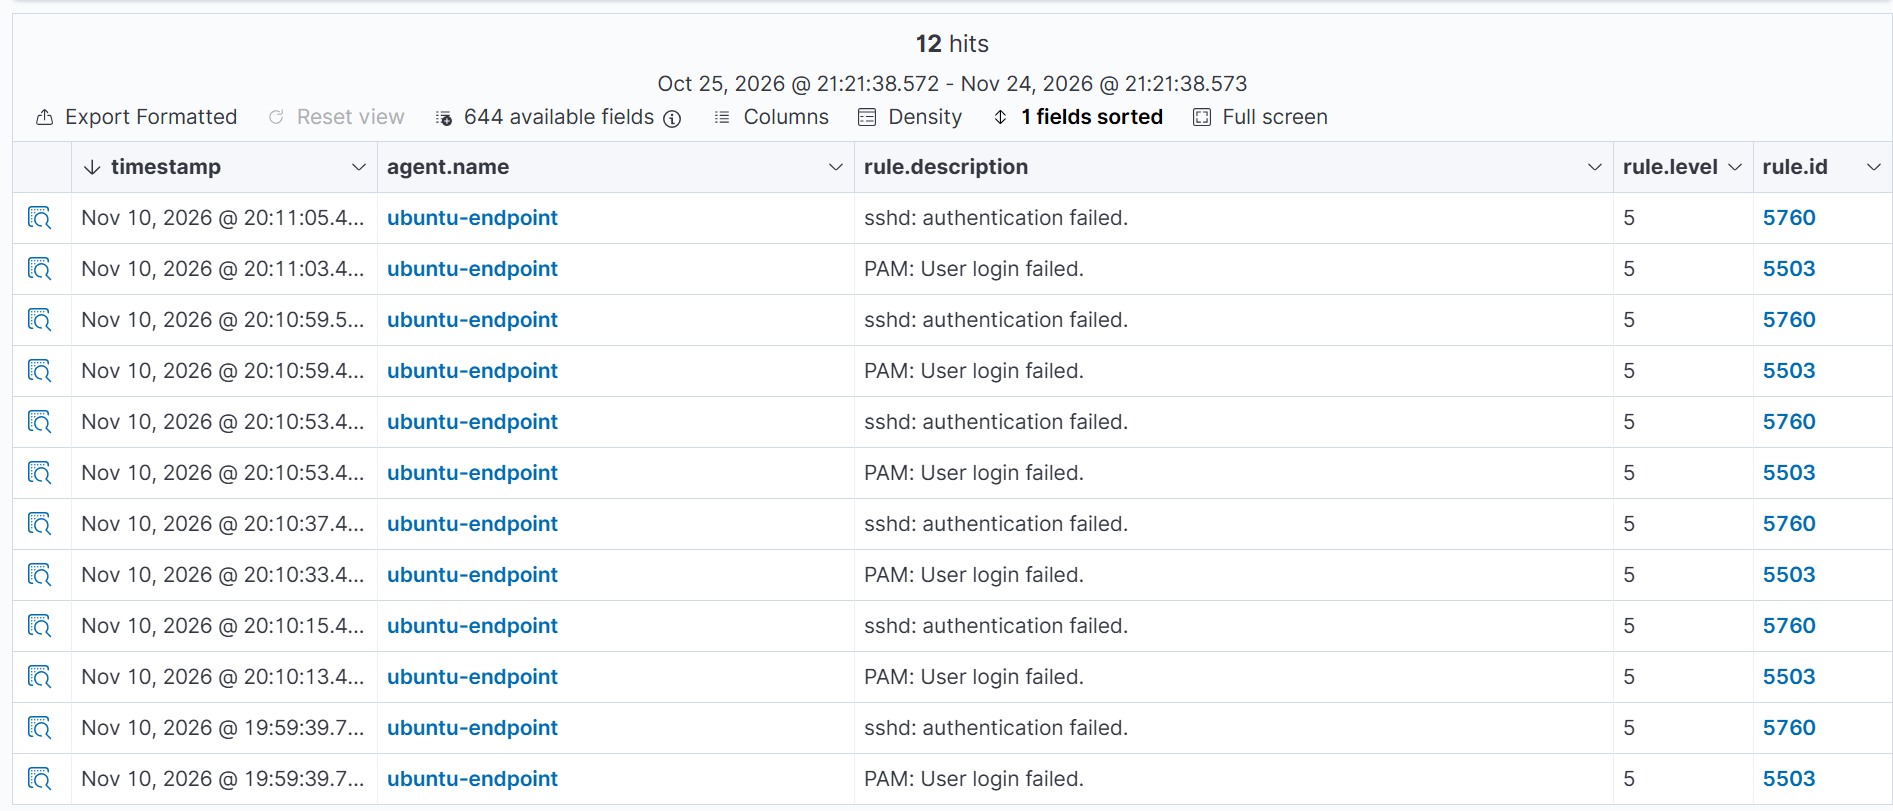 12 hits
Oct 25, 2026 @ 21:21:38.572 - Nov 24, 2026 @ 21:21:38.573
Export Formatted Reset view 644 available fields Columns Density 1 fields sorted Full screen
timestamp agent.name rule.description rule.level rule.id
Nov 10, 2026 @ 20:11:05.4... ubuntu-endpoint sshd: authentication failed. 5 5760
Nov 10, 2026 @ 20:11:03.4... ubuntu-endpoint PAM: User login failed. 5 5503
Nov 10, 2026 @ 20:10:59.5... ubuntu-endpoint sshd: authentication failed. 5 5760
Nov 10, 2026 @ 20:10:59.4... ubuntu-endpoint PAM: User login failed. 5 5503
Nov 10, 2026 @ 20:10:53.4... ubuntu-endpoint sshd: authentication failed. 5 5760
Nov 10, 2026 @ 20:10:53.4... ubuntu-endpoint PAM: User login failed. 5 5503
Nov 10, 2026 @ 20:10:37.4... ubuntu-endpoint sshd: authentication failed. 5 5760
Nov 10, 2026 @ 20:10:33.4... ubuntu-endpoint PAM: User login failed. 5 5503
Nov 10, 2026 @ 20:10:15.4... ubuntu-endpoint sshd: authentication failed. 5 5760
Nov 10, 2026 @ 20:10:13.4... ubuntu-endpoint PAM: User login failed. 5 5503
Nov 10, 2026 @ 19:59:39.7... ubuntu-endpoint sshd: authentication failed. 5 5760
Nov 10, 2026 @ 19:59:39.7... ubuntu-endpoint PAM: User login failed. 5 5503